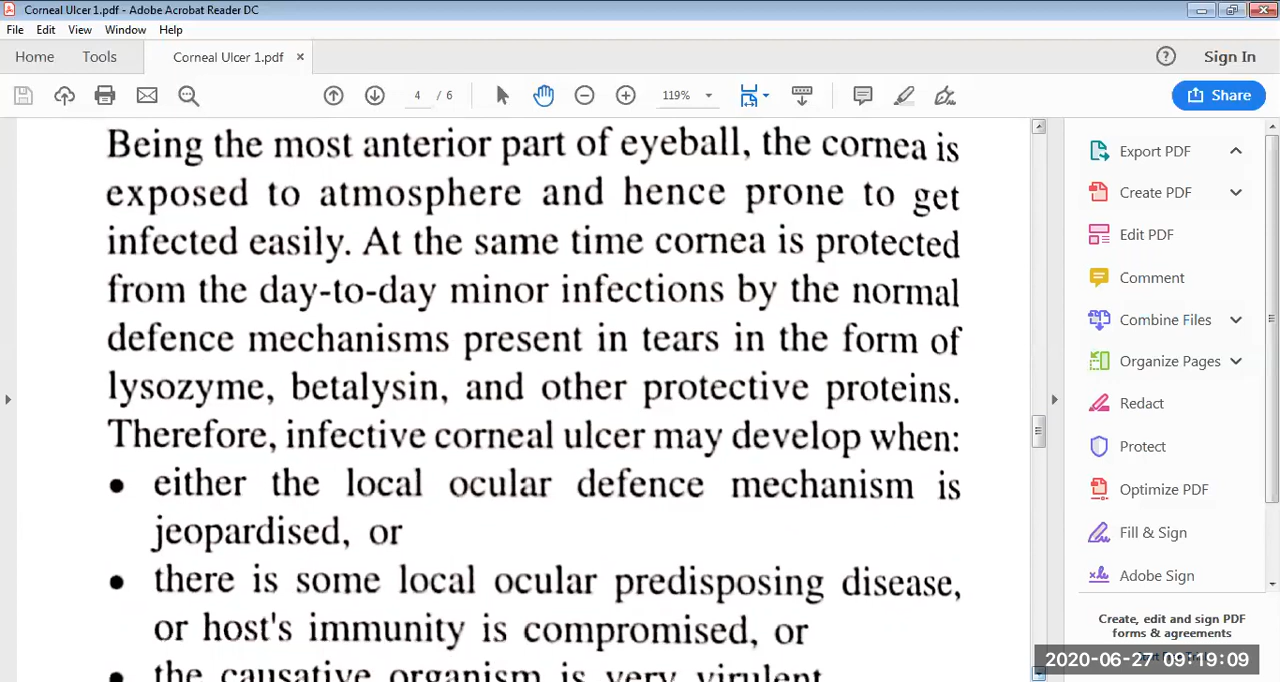 Corneal Ulcer 1.pdf - Adobe Acrobat Reader DC
File Edit View Window Help
Home Tools Corneal Ulcer 1.pdf × ? Sign In
4 / 6 119% Share
Being the most anterior part of eyeball, the cornea is
exposed to atmosphere and hence prone to get
infected easily. At the same time cornea is protected
from the day-to-day minor infections by the normal
defence mechanisms present in tears in the form of
lysozyme, betalysin, and other protective proteins.
Therefore, infective corneal ulcer may develop when:
• either the local ocular defence mechanism is
jeopardised, or
• there is some local ocular predisposing disease,
or host's immunity is compromised, or
• the causative organism is very virulent
Export PDF
Create PDF
Edit PDF
Comment
Combine Files
Organize Pages
Redact
Protect
Optimize PDF
Fill & Sign
Adobe Sign
Create, edit and sign PDF
forms & agreements
2020-06-27 09:19:09